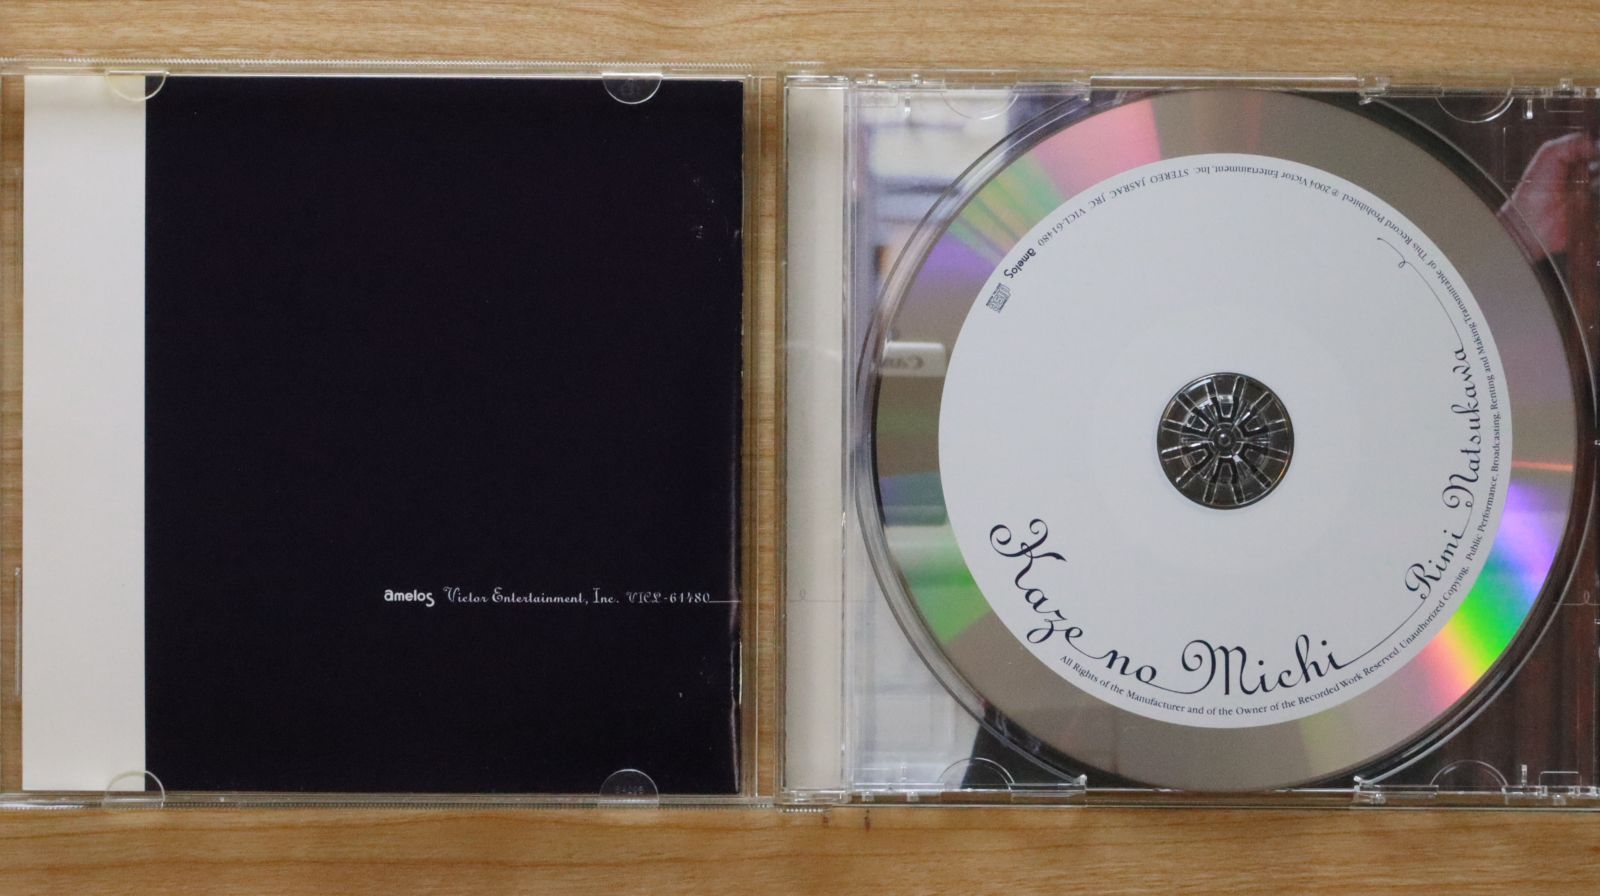 amelos Victor Entertainment, Inc. VICL-61480
Kaze no Michi
Rimi Natsukawa
All Rights of the Manufacturer and of the Owner of the Recorded Work Reserved. Unauthorized Copying, Public Performance, Broadcasting, Renting and Making Transmittable of This Record Prohibited ℗ 2004 Victor Entertainment, Inc. STEREO JASRAC JRC VICL-61480 amelos